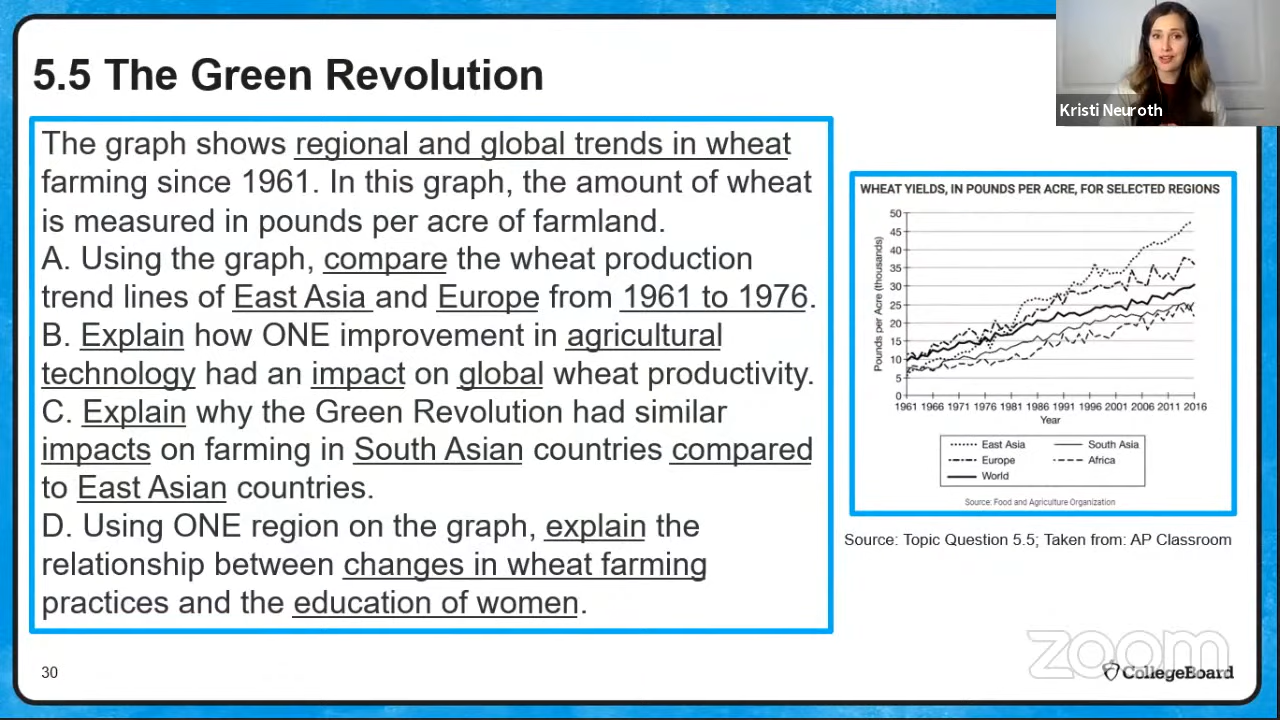 5.5 The Green Revolution
Kristi Neuroth
The graph shows regional and global trends in wheat
farming since 1961. In this graph, the amount of wheat
is measured in pounds per acre of farmland.
A. Using the graph, compare the wheat production
trend lines of East Asia and Europe from 1961 to 1976.
B. Explain how ONE improvement in agricultural
technology had an impact on global wheat productivity.
C. Explain why the Green Revolution had similar
impacts on farming in South Asian countries compared
to East Asian countries.
D. Using ONE region on the graph, explain the
relationship between changes in wheat farming
practices and the education of women.
WHEAT YIELDS, IN POUNDS PER ACRE, FOR SELECTED REGIONS
Pounds per Acre (thousands)
50
45
40
35
30
25
20
15
10
5
0
1961 1966 1971 1976 1981 1986 1991 1996 2001 2006 2011 2016
Year
East Asia South Asia
Europe Africa
World
Source: Food and Agriculture Organization
Source: Topic Question 5.5; Taken from: AP Classroom
30
zoom
CollegeBoard